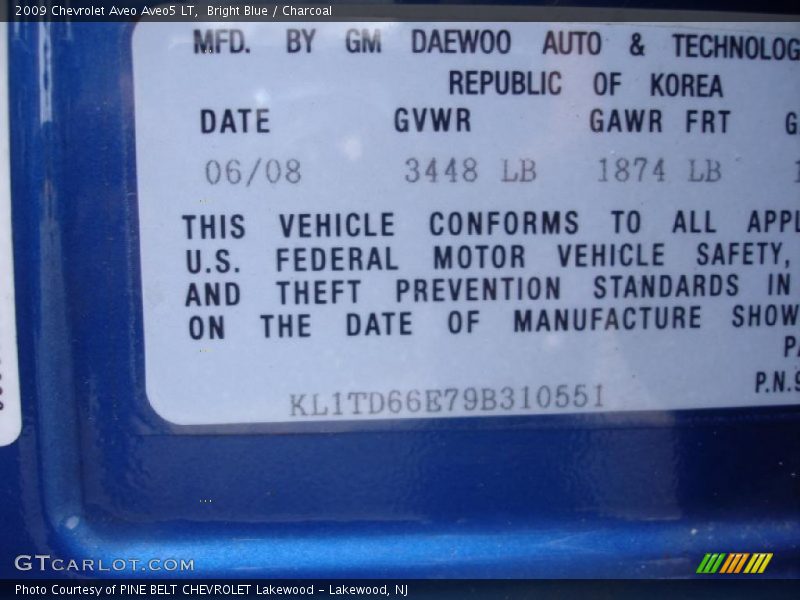 2009 Chevrolet Aveo Aveo5 LT, Bright Blue / Charcoal
MFD. BY GM DAEWOO AUTO & TECHNOLOG
REPUBLIC OF KOREA
DATE GVWR GAWR FRT G
06/08 3448 LB 1874 LB 1
THIS VEHICLE CONFORMS TO ALL APPL
U.S. FEDERAL MOTOR VEHICLE SAFETY,
AND THEFT PREVENTION STANDARDS IN
ON THE DATE OF MANUFACTURE SHOW
PA
P.N.9
KL1TD66E79B310551
GTCARLOT.COM
Photo Courtesy of PINE BELT CHEVROLET Lakewood - Lakewood, NJ